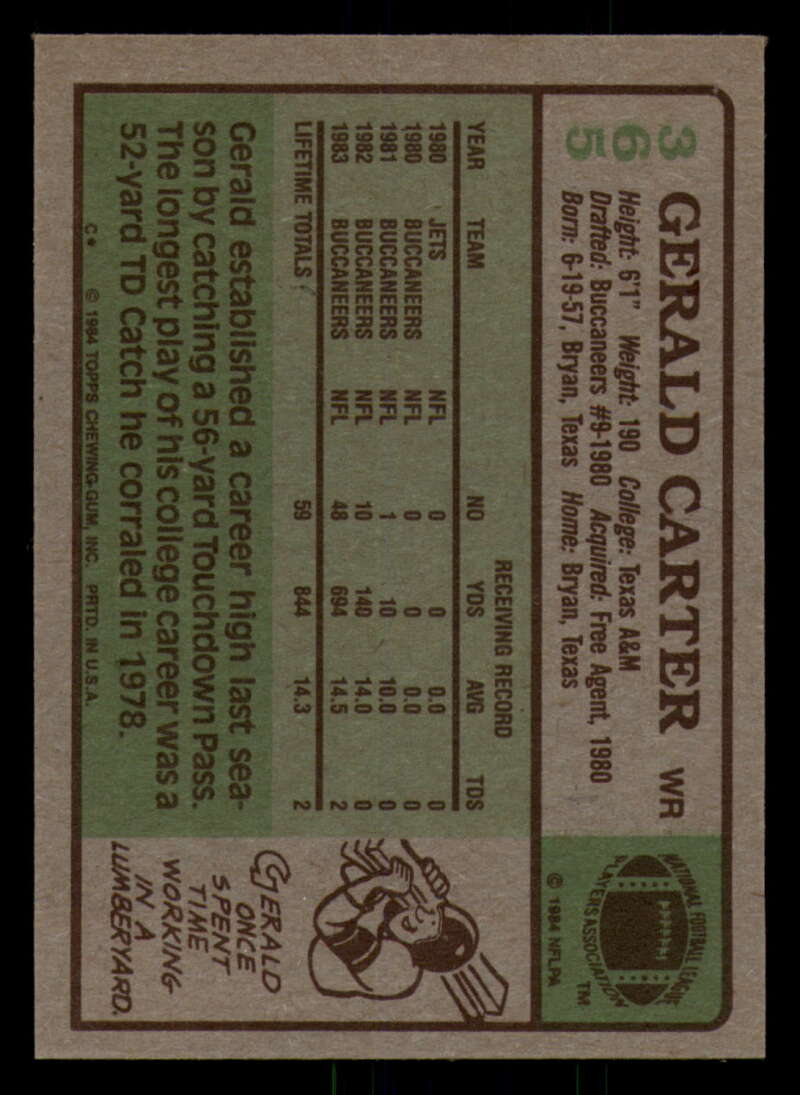 365
GERALD CARTER WR
Height: 6'1" Weight: 190 College: Texas A&M
Drafted: Buccaneers #9-1980 Acquired: Free Agent, 1980
Born: 6-19-57, Bryan, Texas Home: Bryan, Texas
NATIONAL FOOTBALL LEAGUE
PLAYERS ASSOCIATION
TM
© 1984 NFLPA
RECEIVING RECORD
YEAR TEAM NO YDS AVG TDS
1980 JETS NFL 0 0 0.0 0
1980 BUCCANEERS NFL 0 0 0.0 0
1981 BUCCANEERS NFL 1 10 10.0 0
1982 BUCCANEERS NFL 10 140 14.0 0
1983 BUCCANEERS NFL 48 694 14.5 2
LIFETIME TOTALS 59 844 14.3 2
Gerald established a career high last sea-
son by catching a 56-yard Touchdown Pass.
The longest play of his college career was a
52-yard TD Catch he corraled in 1978.
C* © 1984 TOPPS CHEWING GUM, INC. PRTD. IN U.S.A.
GERALD
ONCE
SPENT
TIME
WORKING
IN A
LUMBERYARD.